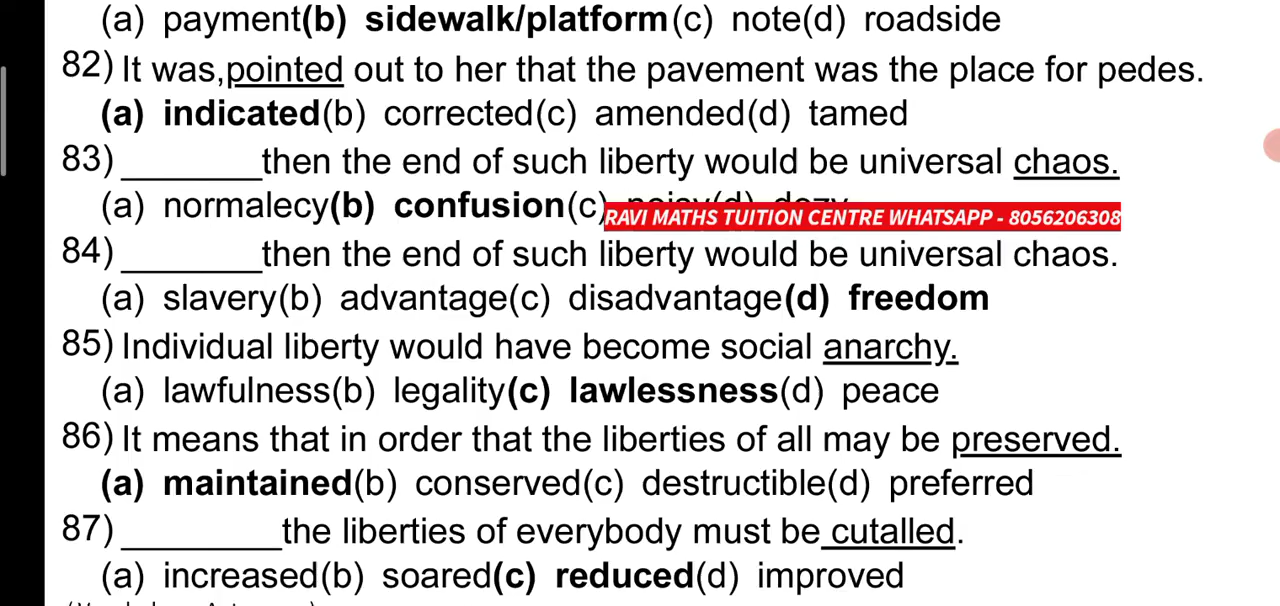 (a) payment(b) sidewalk/platform(c) note(d) roadside
82) It was,pointed out to her that the pavement was the place for pedes.
(a) indicated(b) corrected(c) amended(d) tamed
83)_______then the end of such liberty would be universal chaos.
(a) normalecy(b) confusion(c) noisy(d) dozy
RAVI MATHS TUITION CENTRE WHATSAPP - 8056206308
84)_______then the end of such liberty would be universal chaos.
(a) slavery(b) advantage(c) disadvantage(d) freedom
85) Individual liberty would have become social anarchy.
(a) lawfulness(b) legality(c) lawlessness(d) peace
86) It means that in order that the liberties of all may be preserved.
(a) maintained(b) conserved(c) destructible(d) preferred
87)________the liberties of everybody must be cutalled.
(a) increased(b) soared(c) reduced(d) improved